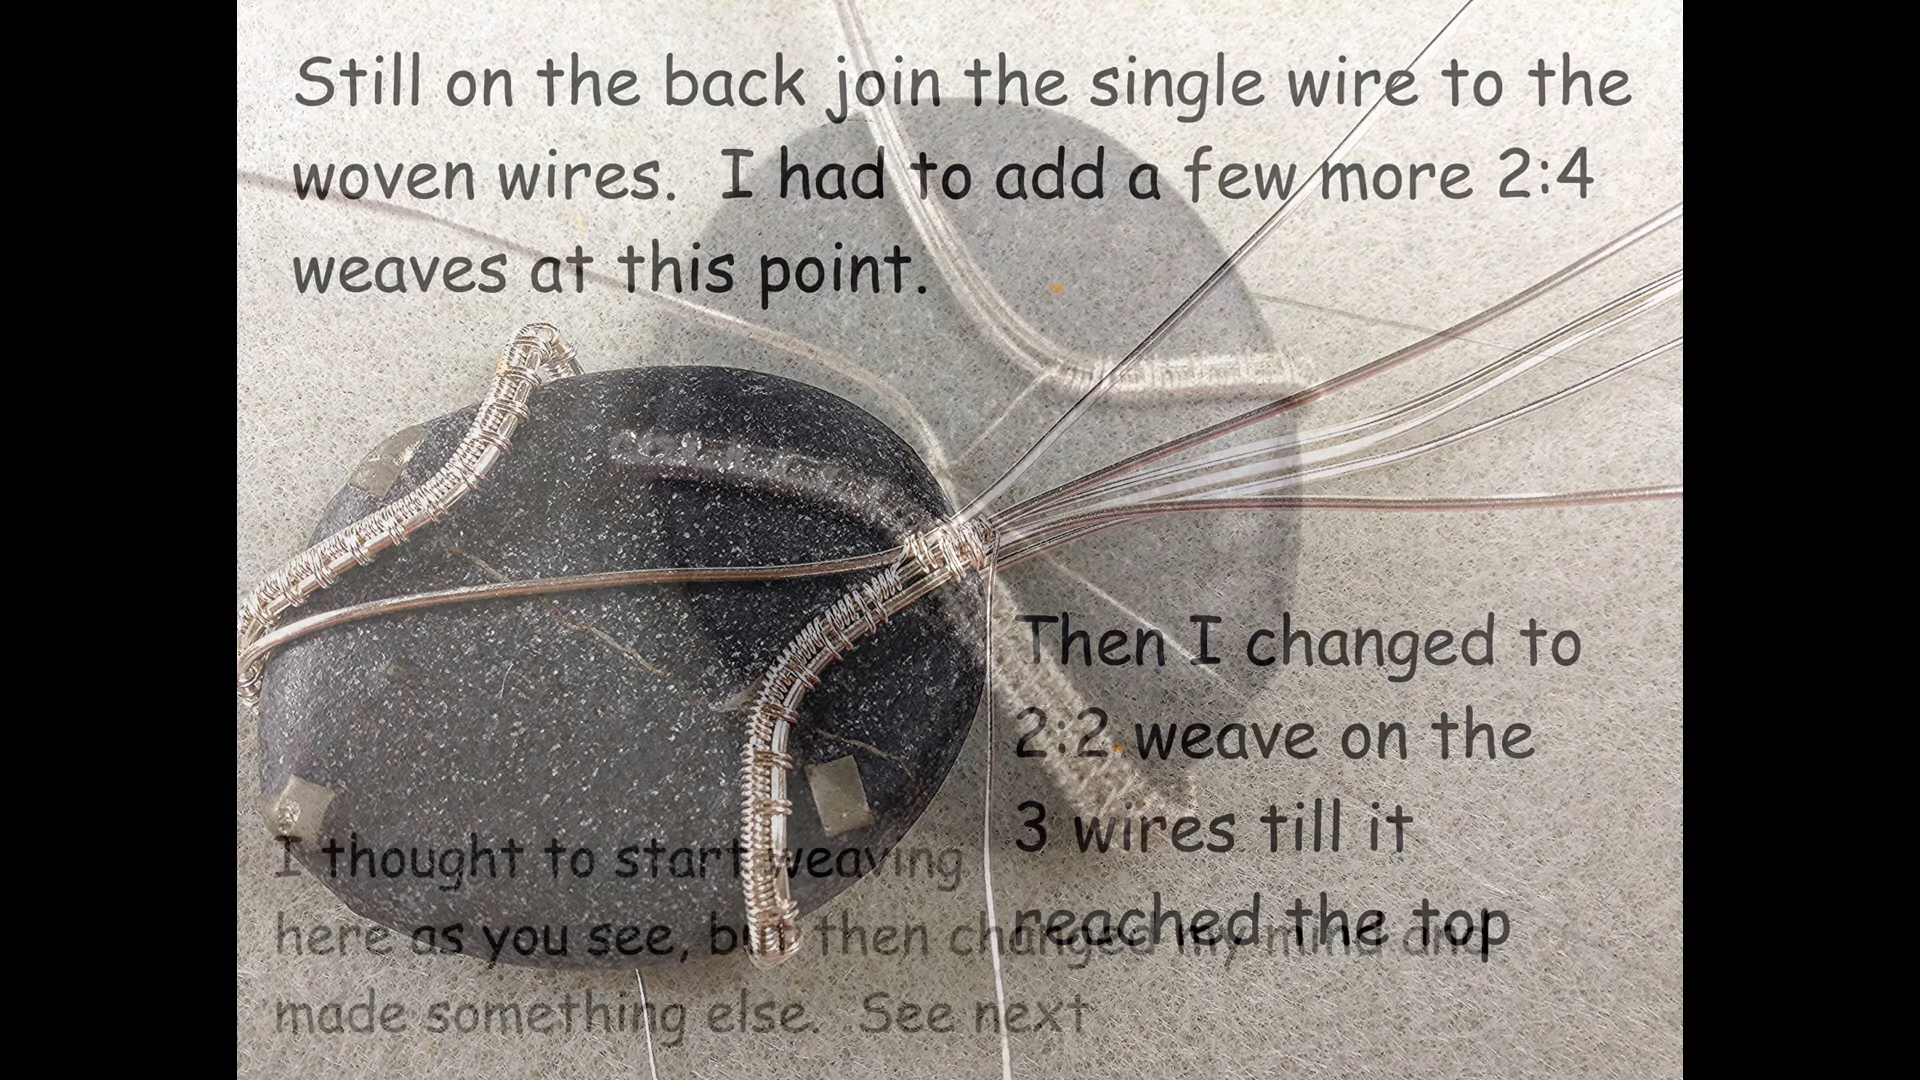 Still on the back join the single wire to the
woven wires.  I had to add a few more 2:4
weaves at this point.
Then I changed to
2:2 weave on the
3 wires till it
reached the top
I thought to start weaving
here as you see, but then changed my mind and
made something else.  See next